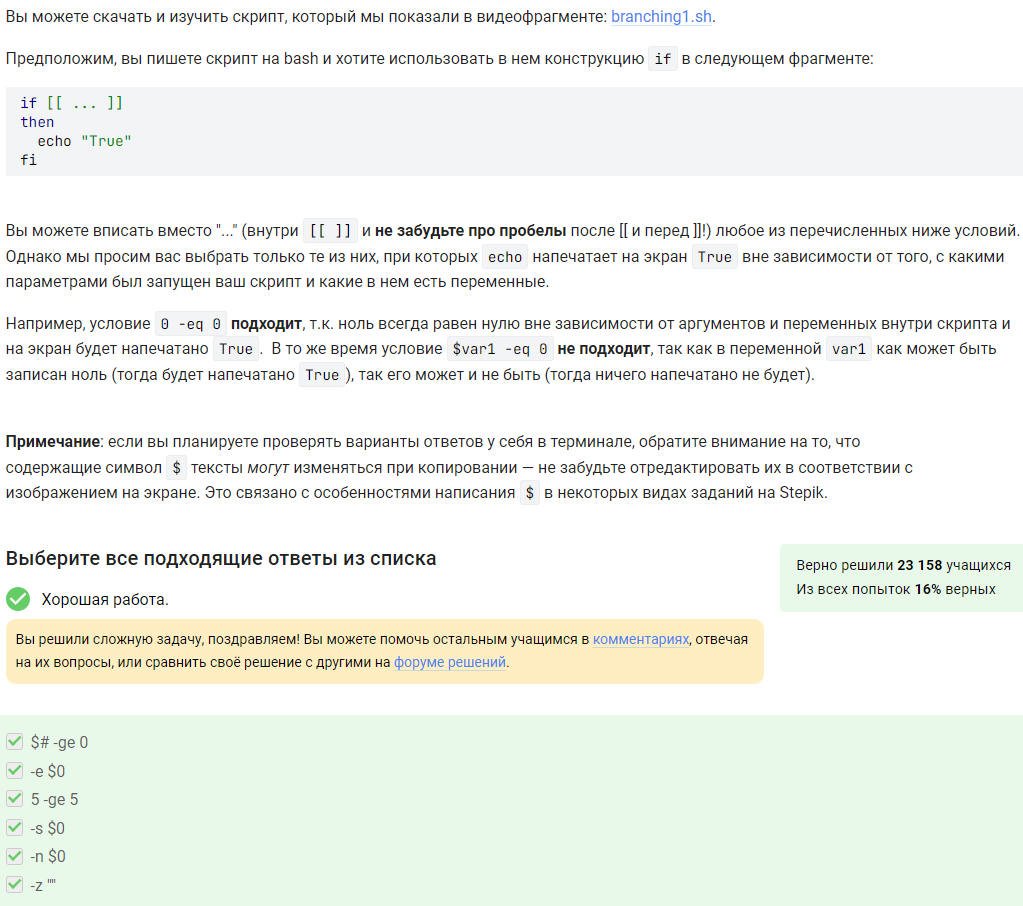 Вы можете скачать и изучить скрипт, который мы показали в видеофрагменте: branching1.sh.
Предположим, вы пишете скрипт на bash и хотите использовать в нем конструкцию if в следующем фрагменте:
if [[ ... ]]
then
  echo "True"
fi
Вы можете вписать вместо "..." (внутри [[ ]] и не забудьте про пробелы после [[ и перед ]]!) любое из перечисленных ниже условий.
Однако мы просим вас выбрать только те из них, при которых echo напечатает на экран True вне зависимости от того, с какими
параметрами был запущен ваш скрипт и какие в нем есть переменные.
Например, условие 0 -eq 0 подходит, т.к. ноль всегда равен нулю вне зависимости от аргументов и переменных внутри скрипта и
на экран будет напечатано True . В то же время условие $var1 -eq 0 не подходит, так как в переменной var1 как может быть
записан ноль (тогда будет напечатано True ), так его может и не быть (тогда ничего напечатано не будет).
Примечание: если вы планируете проверять варианты ответов у себя в терминале, обратите внимание на то, что
содержащие символ $ тексты могут изменяться при копировании — не забудьте отредактировать их в соответствии с
изображением на экране. Это связано с особенностями написания $ в некоторых видах заданий на Stepik.
Выберите все подходящие ответы из списка
Верно решили 23 158 учащихся
Из всех попыток 16% верных
Хорошая работа.
Вы решили сложную задачу, поздравляем! Вы можете помочь остальным учащимся в комментариях, отвечая
на их вопросы, или сравнить своё решение с другими на форуме решений.
$# -ge 0
-e $0
5 -ge 5
-s $0
-n $0
-z ""